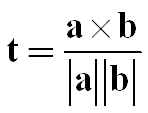 t = a × b / |a||b|